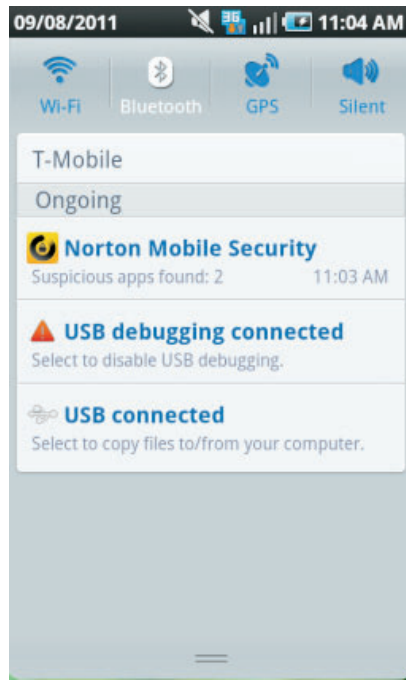 09/08/2011 3G 11:04 AM
Wi-Fi Bluetooth GPS Silent
T-Mobile
Ongoing
Norton Mobile Security
Suspicious apps found: 2 11:03 AM
USB debugging connected
Select to disable USB debugging.
USB connected
Select to copy files to/from your computer.